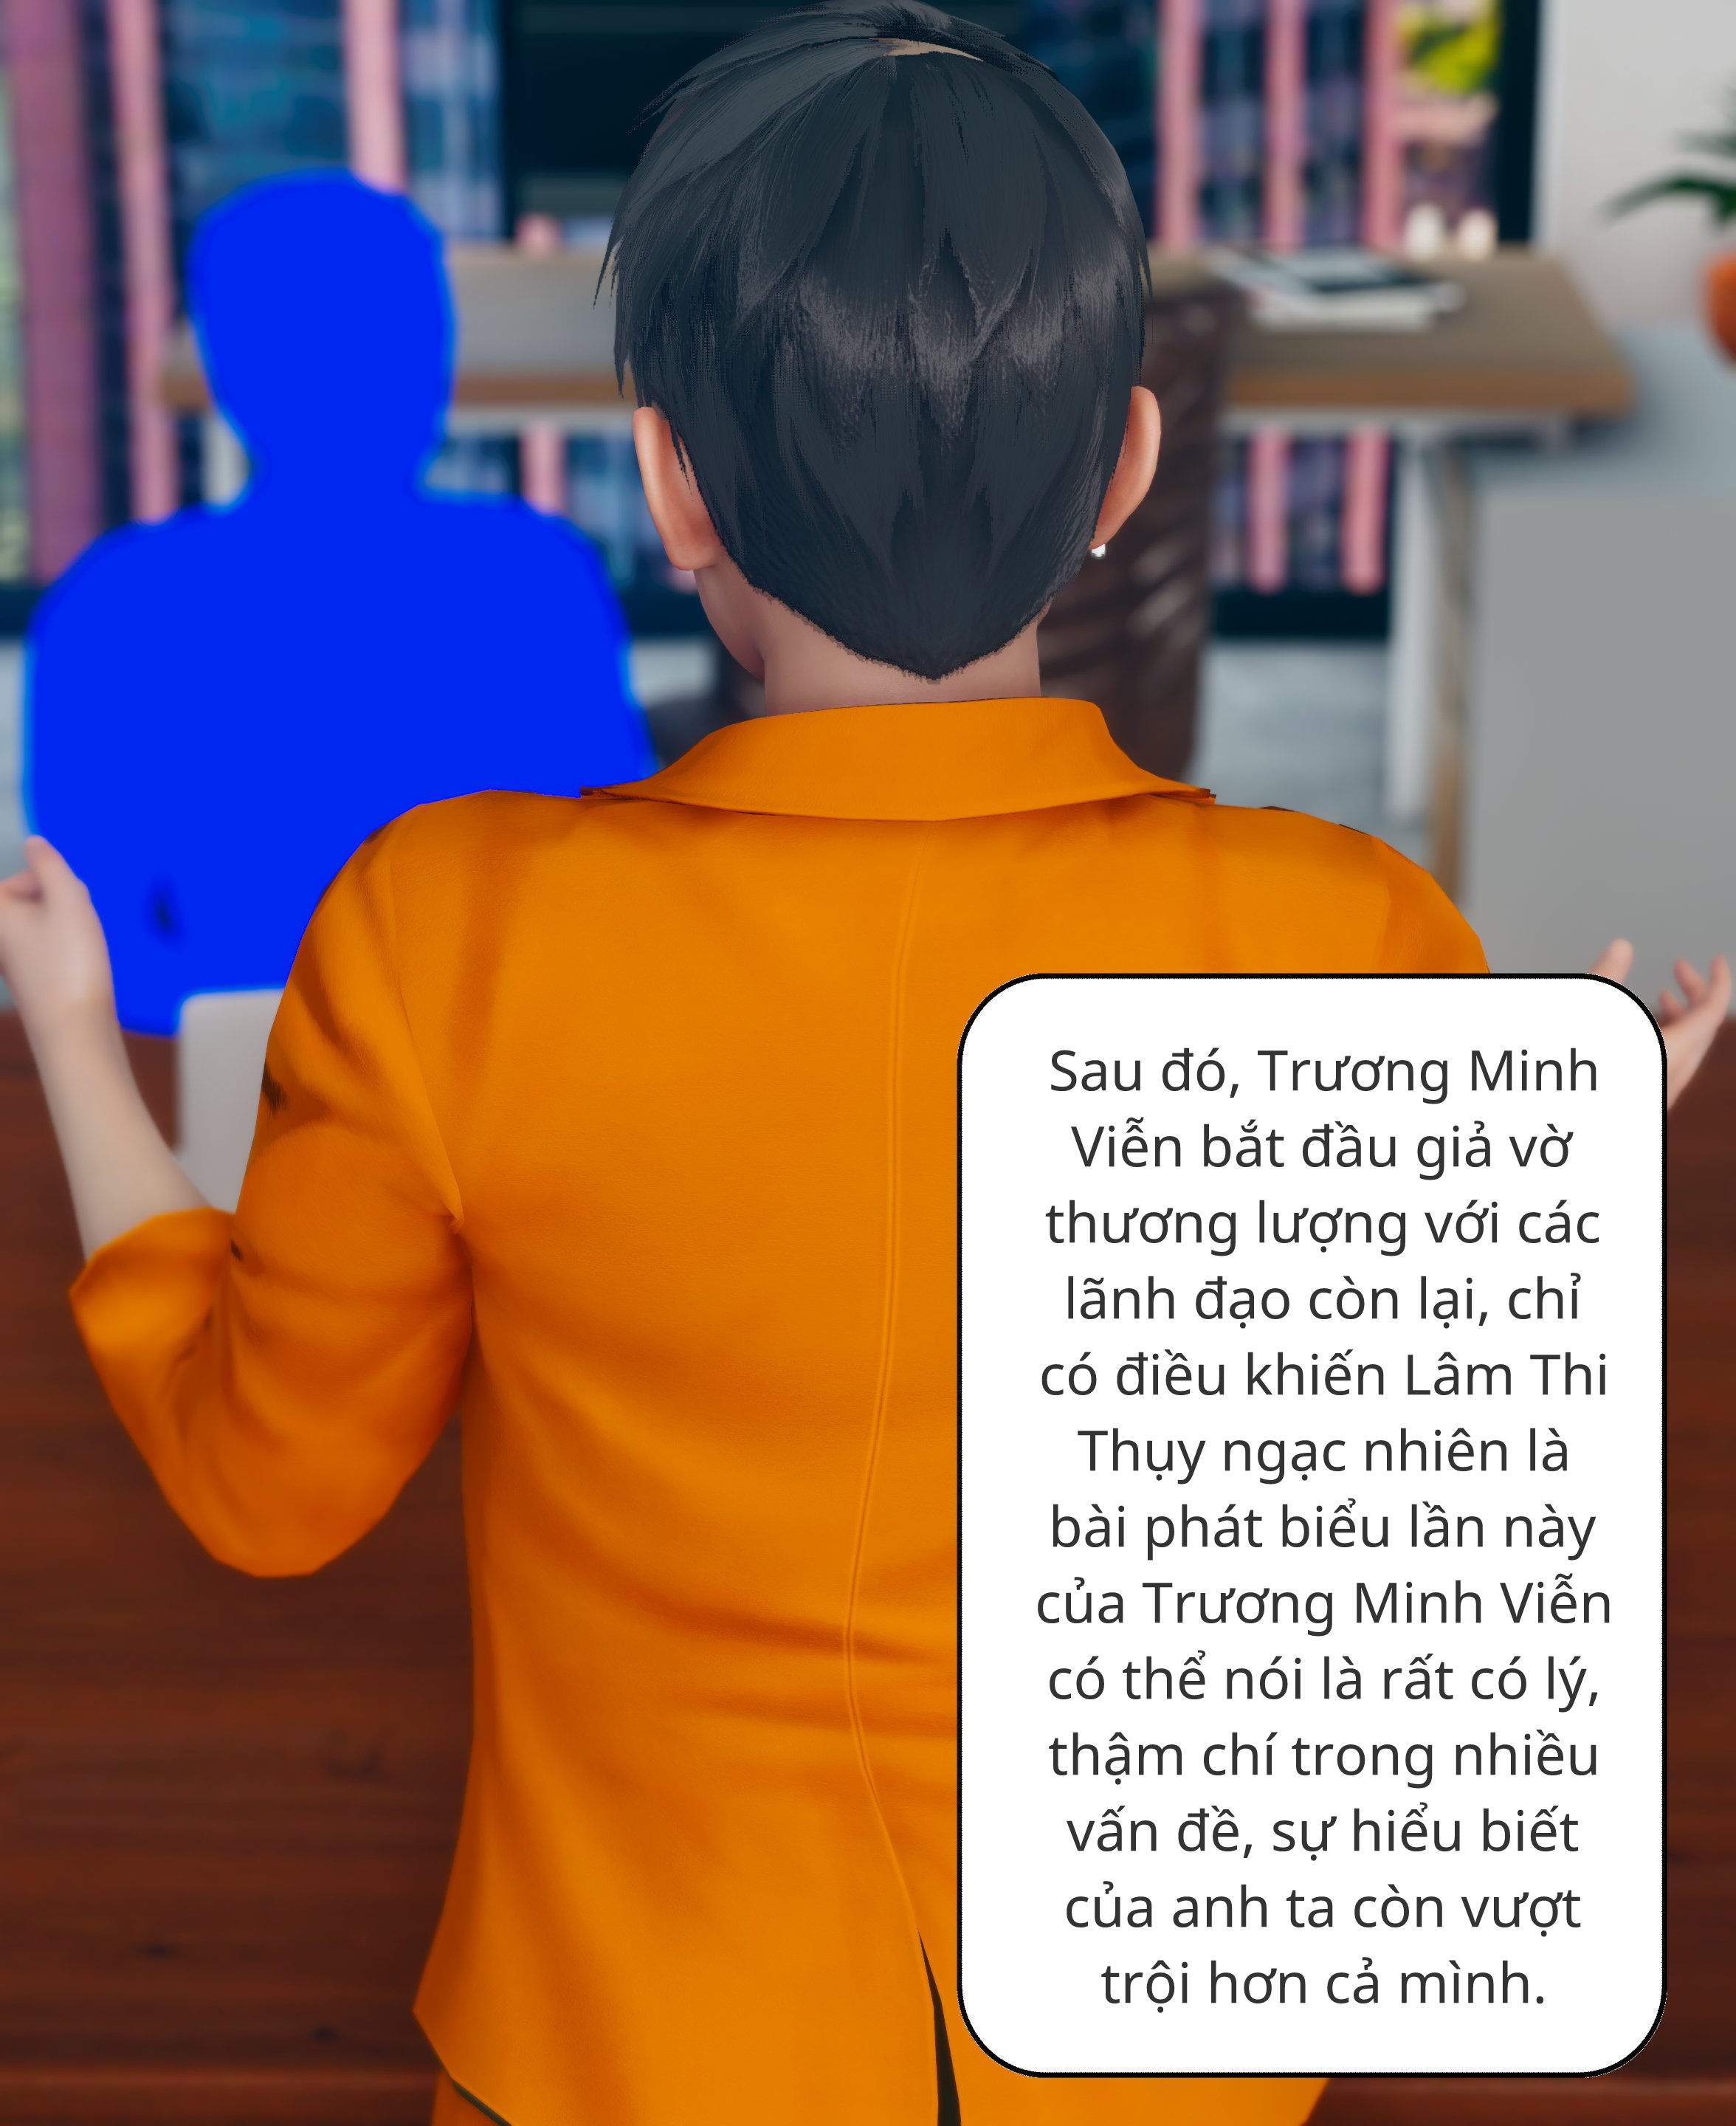 Sau đó, Trương Minh
Viễn bắt đầu giả vờ
thương lượng với các
lãnh đạo còn lại, chỉ
có điều khiến Lâm Thi
Thụy ngạc nhiên là
bài phát biểu lần này
của Trương Minh Viễn
có thể nói là rất có lý,
thậm chí trong nhiều
vấn đề, sự hiểu biết
của anh ta còn vượt
trội hơn cả mình.